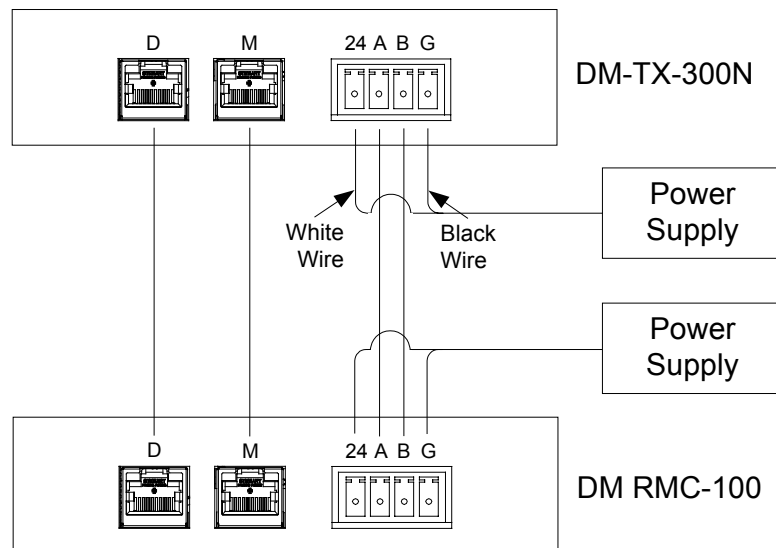 D M 24 A B G
DM-TX-300N
Power
Supply
White
Wire
Black
Wire
Power
Supply
D M 24 A B G
DM RMC-100